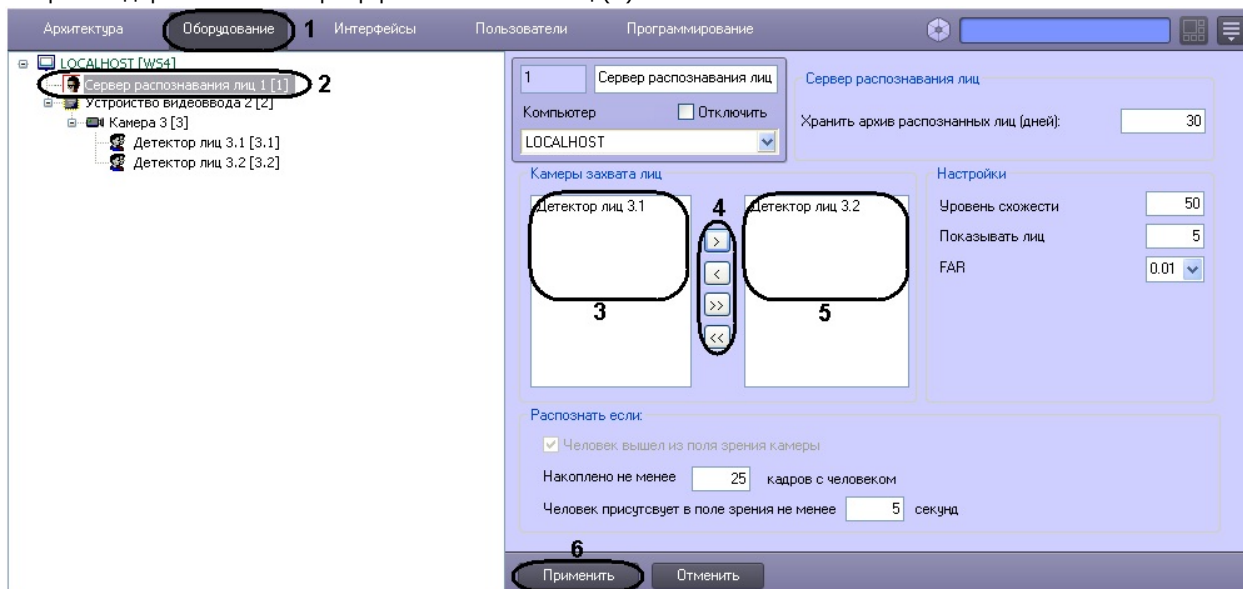 Архитектура Оборудование 1 Интерфейсы Пользователи Программирование
LOCALHOST [WS4]
Сервер распознавания лиц 1 [1] 2
Устройство видеоввода 2 [2]
Камера 3 [3]
Детектор лиц 3.1 [3.1]
Детектор лиц 3.2 [3.2]
1 Сервер распознавания лиц
Компьютер Отключить
LOCALHOST
Сервер распознавания лиц
Хранить архив распознанных лиц (дней): 30
Камеры захвата лиц
Детектор лиц 3.1
3
4
>
<
>>
<<
Детектор лиц 3.2
5
Настройки
Уровень схожести 50
Показывать лиц 5
FAR 0.01
Распознать если:
Человек вышел из поля зрения камеры
Накоплено не менее 25 кадров с человеком
Человек присутсвует в поле зрения не менее 5 секунд
6
Применить Отменить